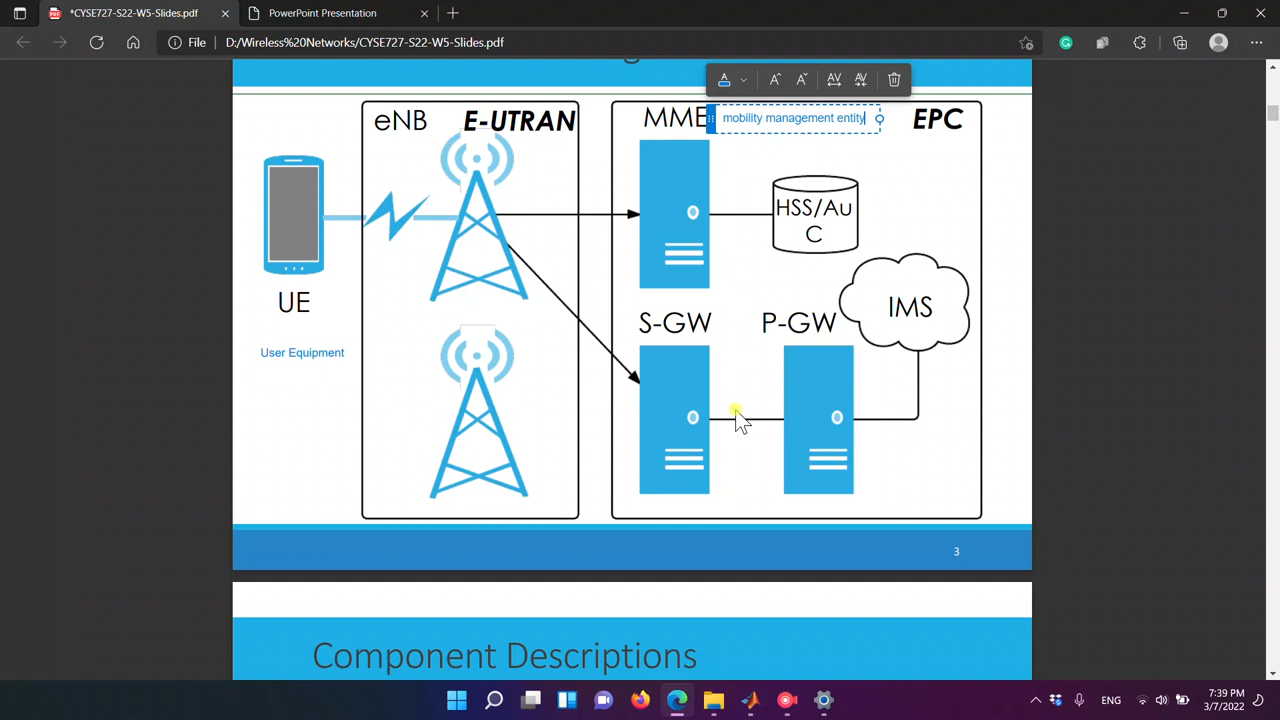 *CYSE727-S22-W5-Slides.pdf
PowerPoint Presentation
File
D:/Wireless%20Networks/CYSE727-S22-W5-Slides.pdf
eNB
E-UTRAN
MME
mobility management entity
EPC
HSS/Au
C
UE
S-GW
P-GW
IMS
User Equipment
3
Component Descriptions
ENG
7:39 PM
3/7/2022